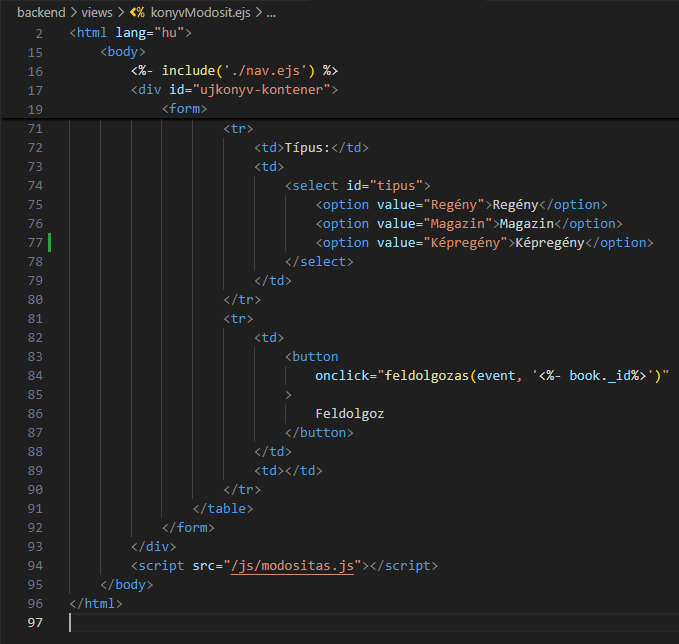 backend > views > <% konyvModosit.ejs > ...
2 <html lang="hu">
15 <body>
16 <%- include('./nav.ejs') %>
17 <div id="ujkonyv-kontener">
19 <form>
71 <tr>
72 <td>Típus:</td>
73 <td>
74 <select id="tipus">
75 <option value="Regény">Regény</option>
76 <option value="Magazin">Magazin</option>
77 <option value="Képregény">Képregény</option>
78 </select>
79 </td>
80 </tr>
81 <tr>
82 <td>
83 <button
84 onclick="feldolgozas(event, '<%- book._id%>')"
85 >
86 Feldolgoz
87 </button>
88 </td>
89 <td></td>
90 </tr>
91 </table>
92 </form>
93 </div>
94 <script src="/js/modositas.js"></script>
95 </body>
96 </html>
97